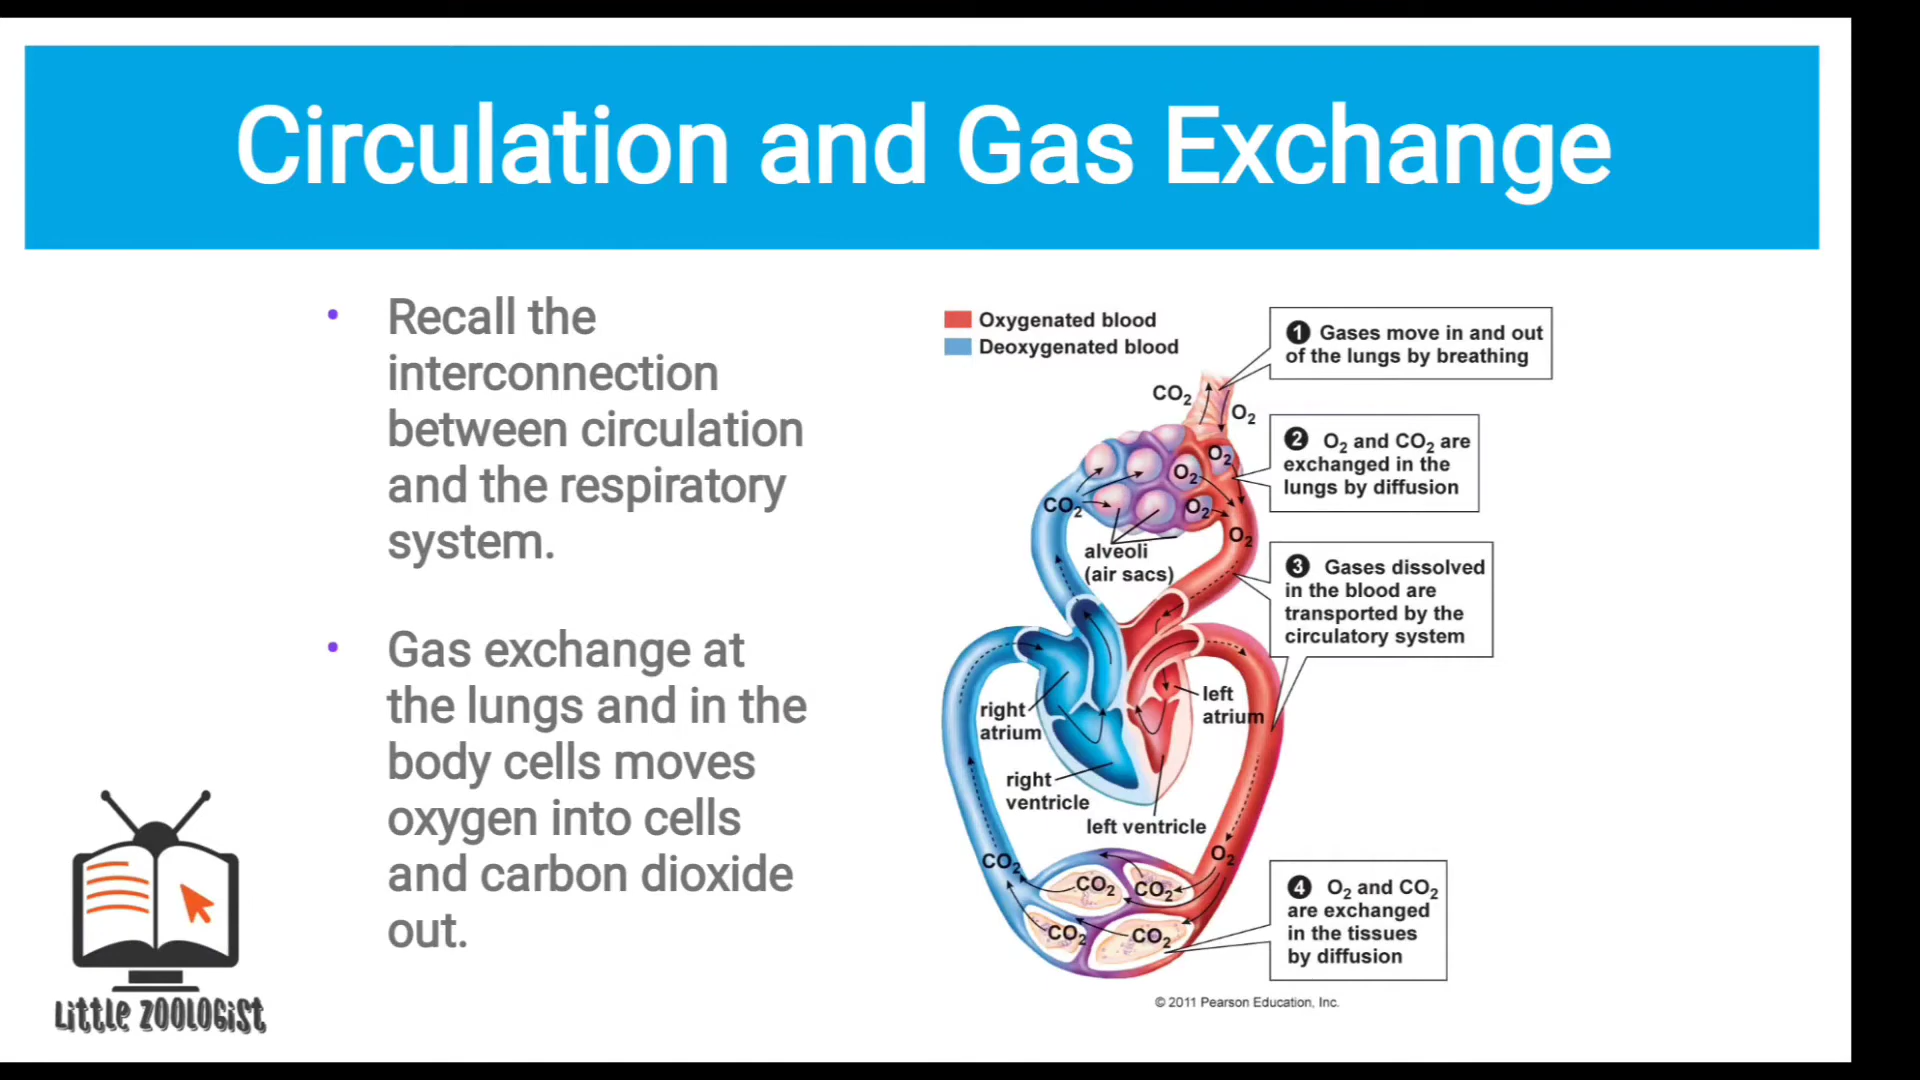 Circulation and Gas Exchange
• Recall the
interconnection
between circulation
and the respiratory
system.
• Gas exchange at
the lungs and in the
body cells moves
oxygen into cells
and carbon dioxide
out.
LiTTLE ZOOLOGiST
Oxygenated blood
Deoxygenated blood
1 Gases move in and out
of the lungs by breathing
CO₂
O₂
2 O₂ and CO₂ are
exchanged in the
lungs by diffusion
O₂
O₂
CO₂
O₂
O₂
alveoli
(air sacs)
3 Gases dissolved
in the blood are
transported by the
circulatory system
right
atrium
left
atrium
right
ventricle
left ventricle
CO₂
O₂
CO₂
CO₂
CO₂
CO₂
4 O₂ and CO₂
are exchanged
in the tissues
by diffusion
© 2011 Pearson Education, Inc.